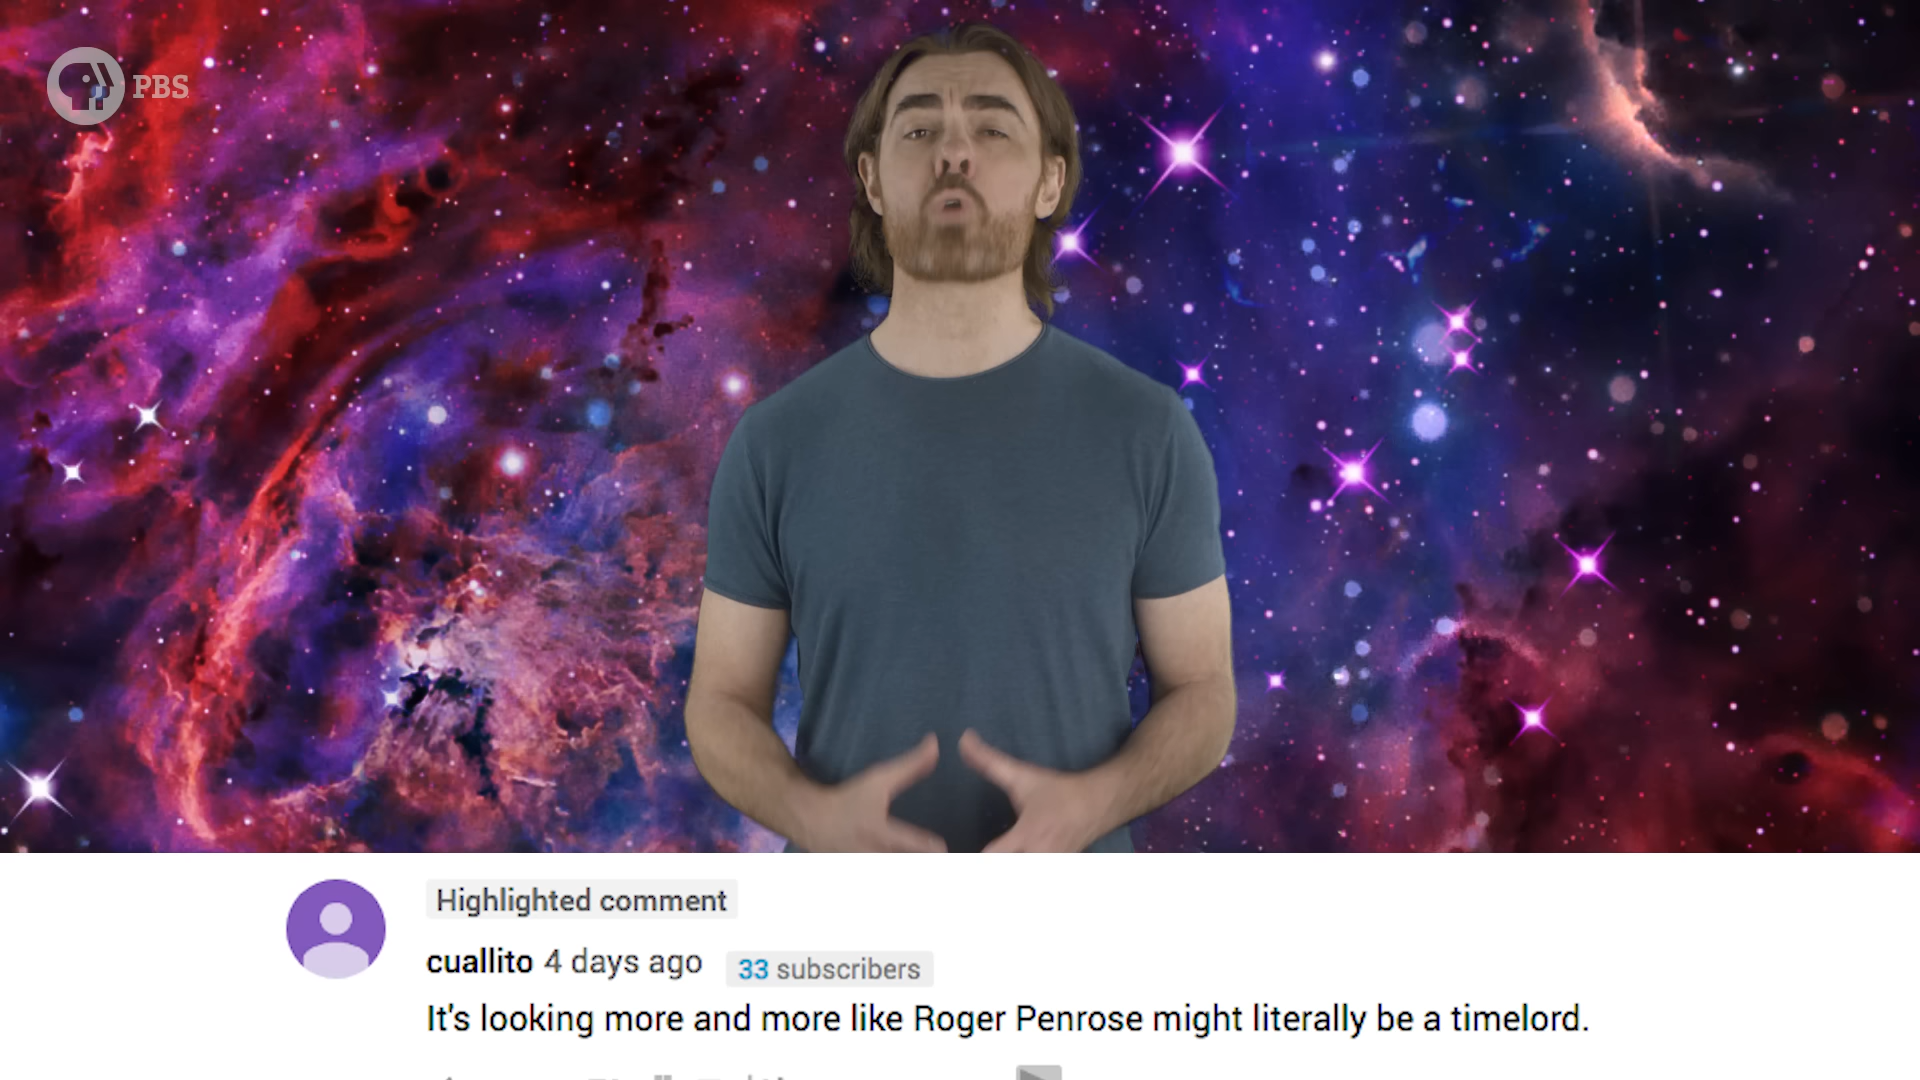 PBS
Highlighted comment
cuallito 4 days ago 33 subscribers
It's looking more and more like Roger Penrose might literally be a timelord.